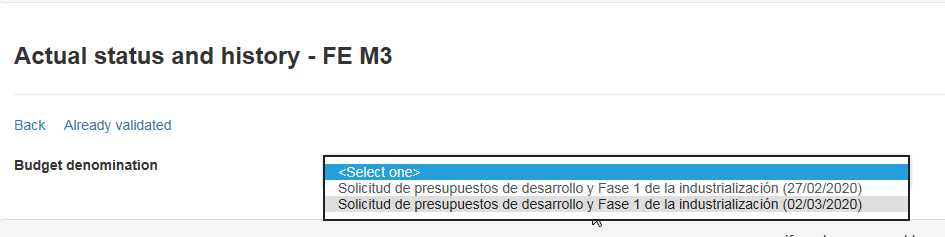 Actual status and history - FE M3
Back Already validated
Budget denomination
<Select one>
Solicitud de presupuestos de desarrollo y Fase 1 de la industrialización (27/02/2020)
Solicitud de presupuestos de desarrollo y Fase 1 de la industrialización (02/03/2020)